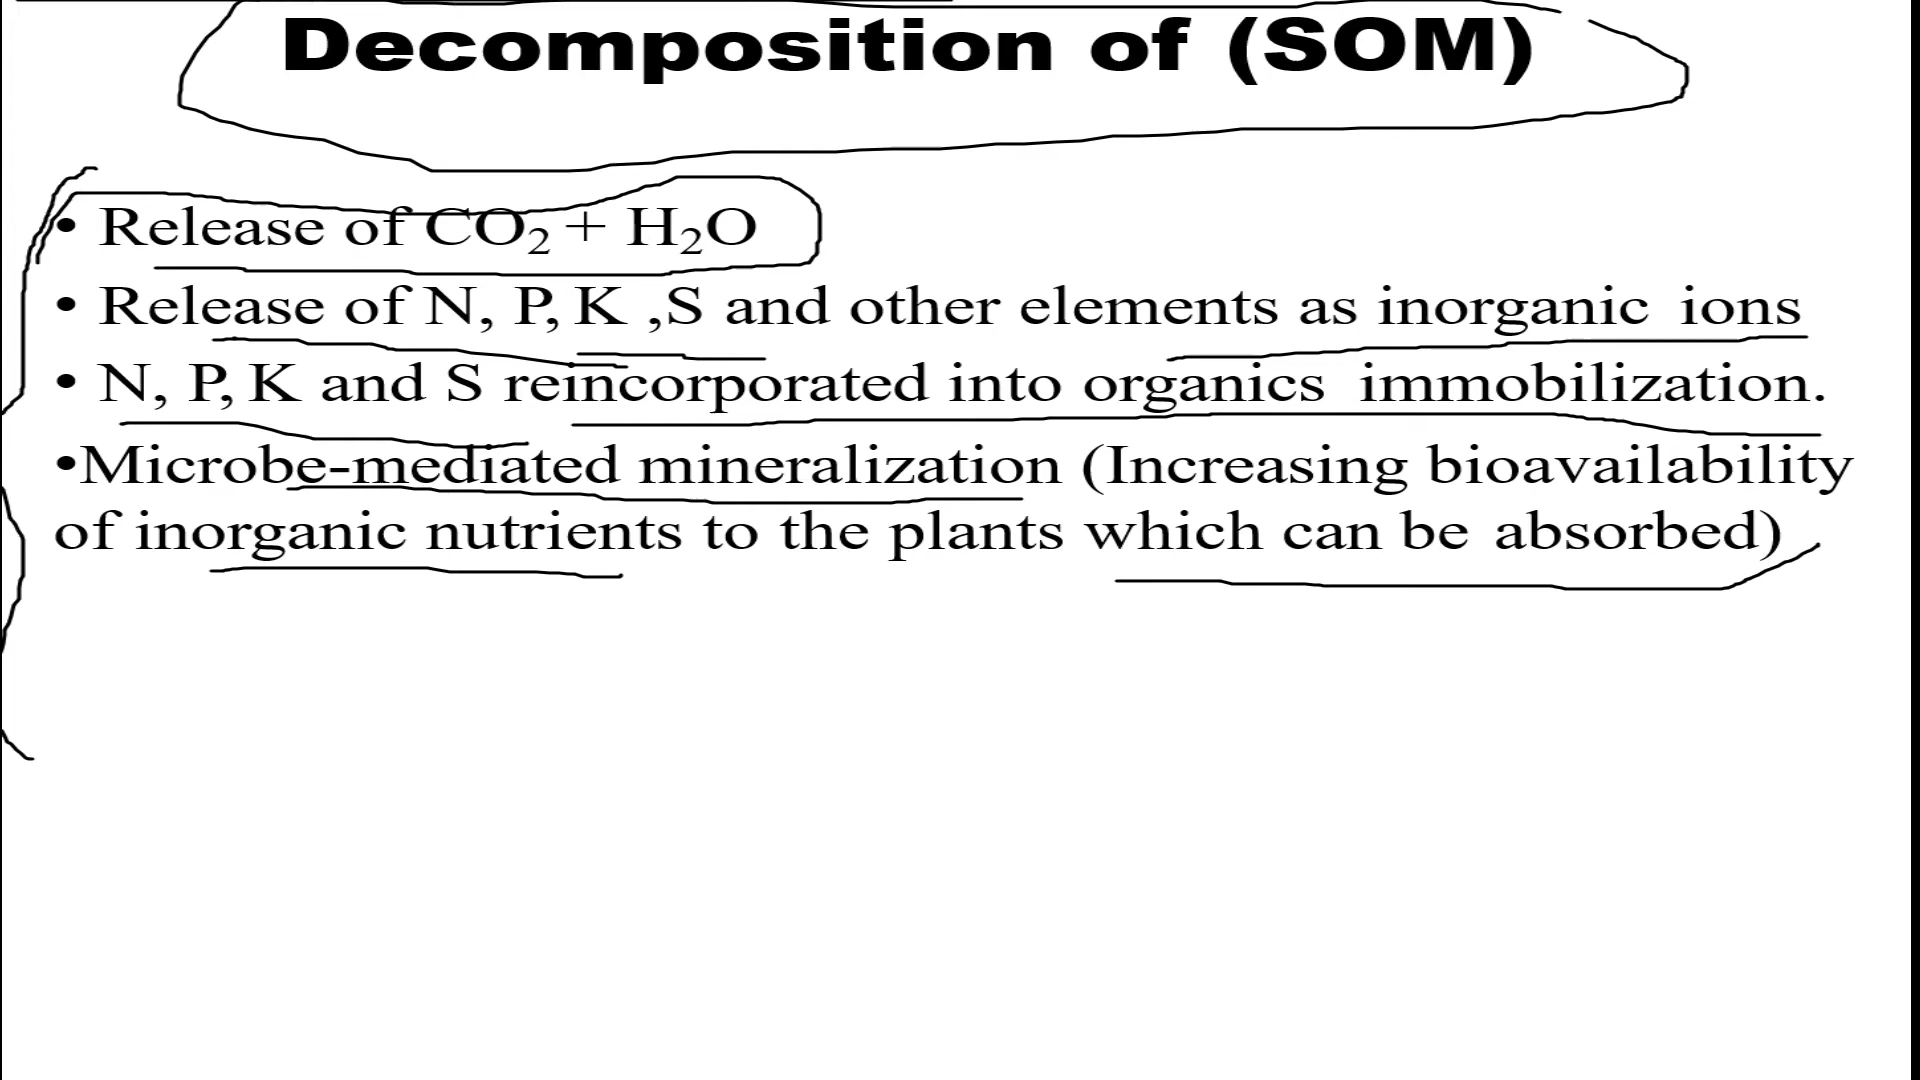 Decomposition of (SOM)
• Release of CO₂ + H₂O
• Release of N, P, K ,S and other elements as inorganic ions
• N, P, K and S reincorporated into organics immobilization.
•Microbe-mediated mineralization (Increasing bioavailability
of inorganic nutrients to the plants which can be absorbed)